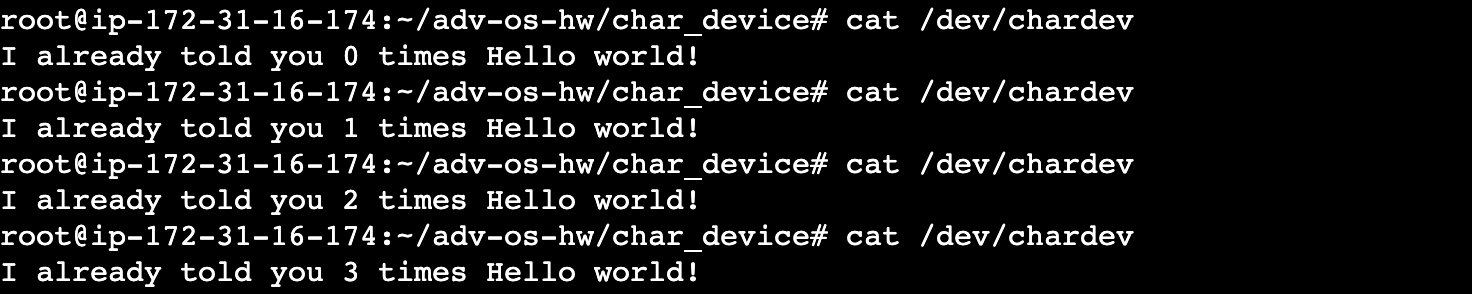 root@ip-172-31-16-174:~/adv-os-hw/char_device# cat /dev/chardev
I already told you 0 times Hello world!
root@ip-172-31-16-174:~/adv-os-hw/char_device# cat /dev/chardev
I already told you 1 times Hello world!
root@ip-172-31-16-174:~/adv-os-hw/char_device# cat /dev/chardev
I already told you 2 times Hello world!
root@ip-172-31-16-174:~/adv-os-hw/char_device# cat /dev/chardev
I already told you 3 times Hello world!